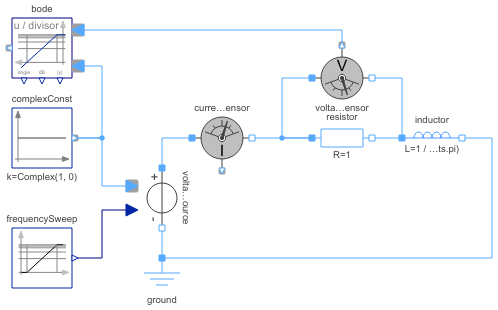 bode
u / divisor
angle dB |y|
complexConst
k=Complex(1, 0)
frequencySweep
+
-
volta...ource
ground
curre...ensor
I
V
volta...ensor
resistor
R=1
inductor
L=1 / ...ts.pi)